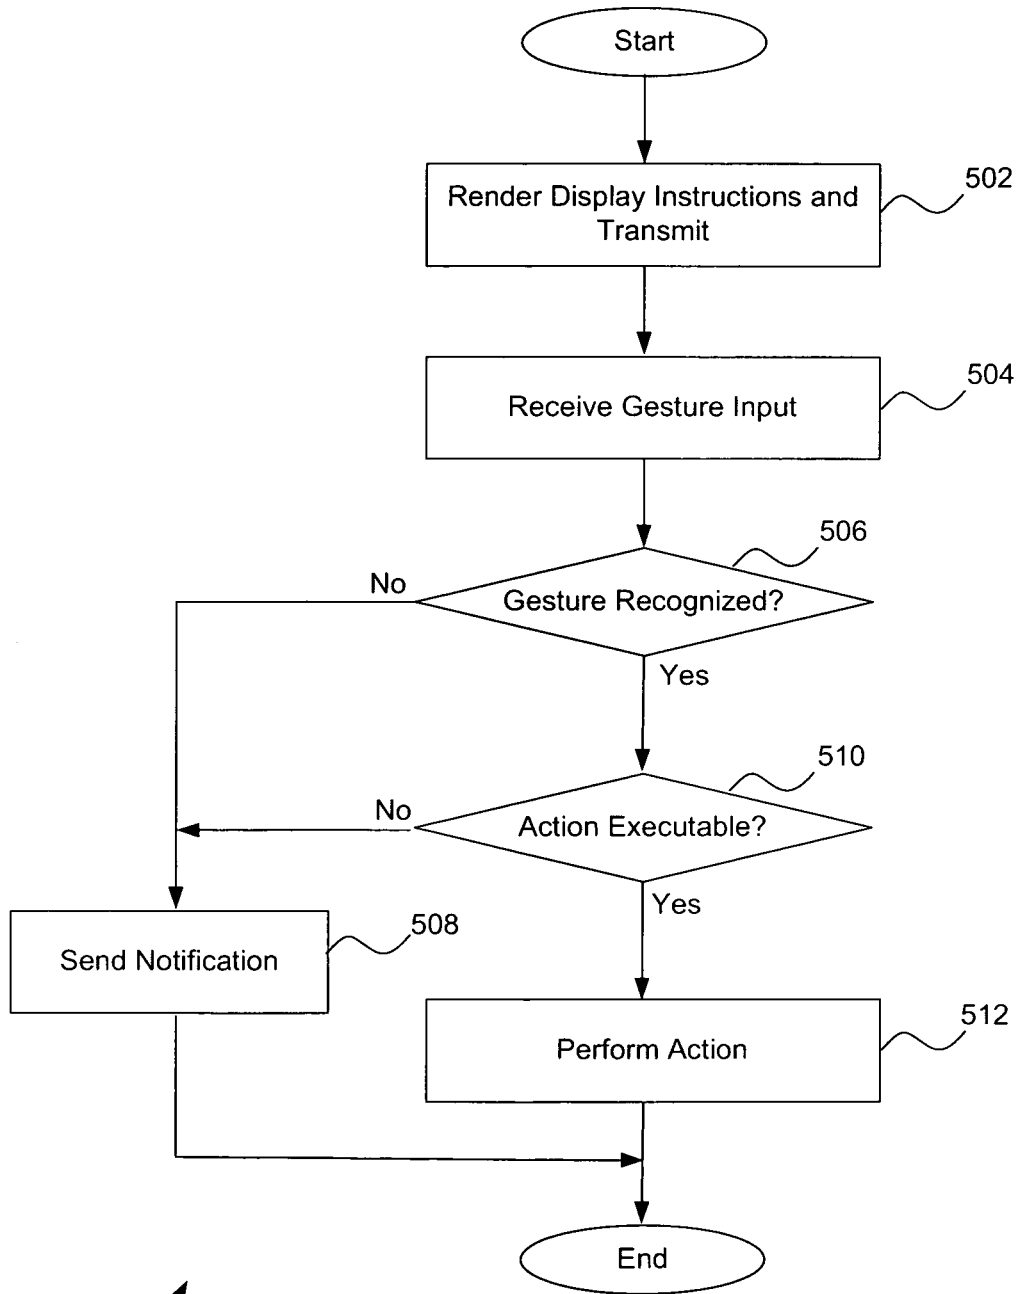 Start
Render Display Instructions and
Transmit
502
Receive Gesture Input
504
506
No
Gesture Recognized?
Yes
510
No
Action Executable?
Yes
Send Notification
508
Perform Action
512
End